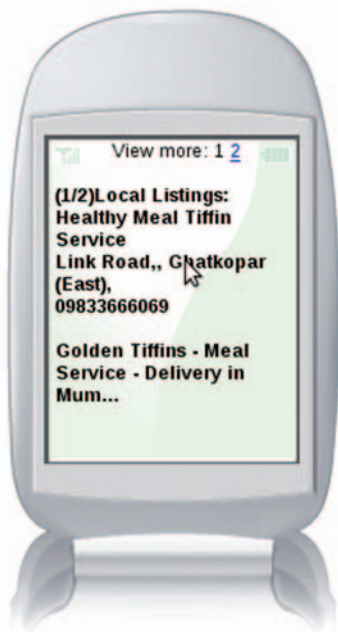 View more: 1 2
(1/2)Local Listings:
Healthy Meal Tiffin
Service
Link Road,, Ghatkopar
(East),
09833666069
Golden Tiffins - Meal
Service - Delivery in
Mum...